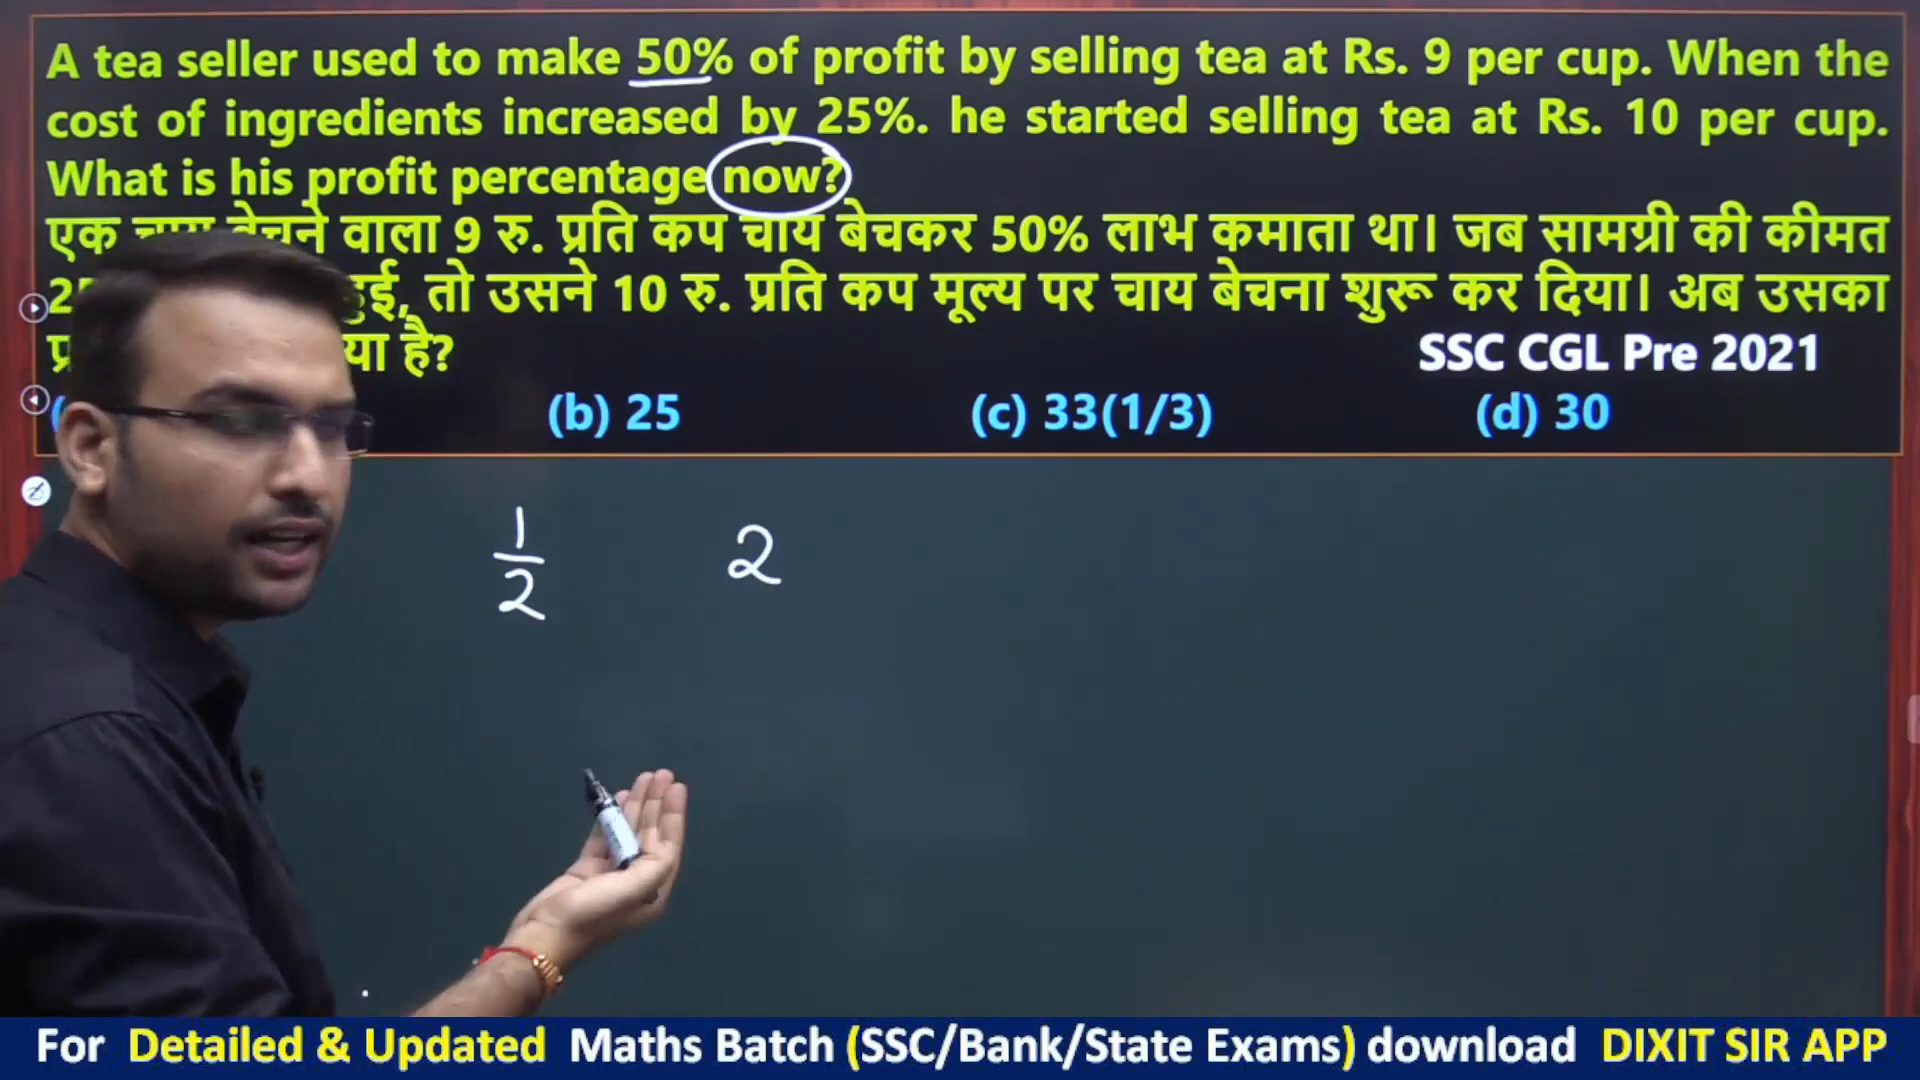 A tea seller used to make 50% of profit by selling tea at Rs. 9 per cup. When the
cost of ingredients increased by 25%. he started selling tea at Rs. 10 per cup.
What is his profit percentage now?
एक चाय बेचने वाला 9 रु. प्रति कप चाय बेचकर 50% लाभ कमाता था। जब सामग्री की कीमत
हुई, तो उसने 10 रु. प्रति कप मूल्य पर चाय बेचना शुरू कर दिया। अब उसका
है?
SSC CGL Pre 2021
(b) 25 (c) 33(1/3) (d) 30
1/2 2
For Detailed & Updated Maths Batch (SSC/Bank/State Exams) download DIXIT SIR APP